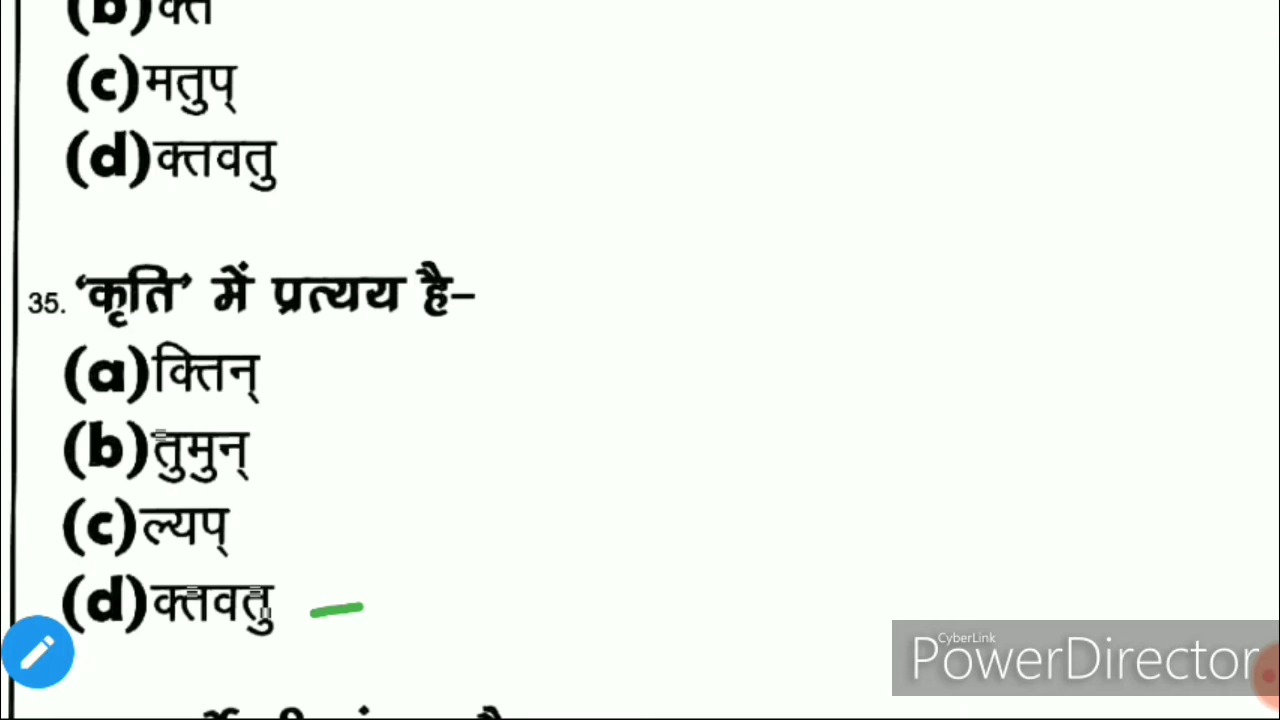 (b)क्त
(c)मतुप्
(d)क्तवतु
35. ‘कृति’ में प्रत्यय है–
(a)क्तिन्
(b)तुमुन्
(c)ल्यप्
(d)क्तवतु
CyberLink
PowerDirector